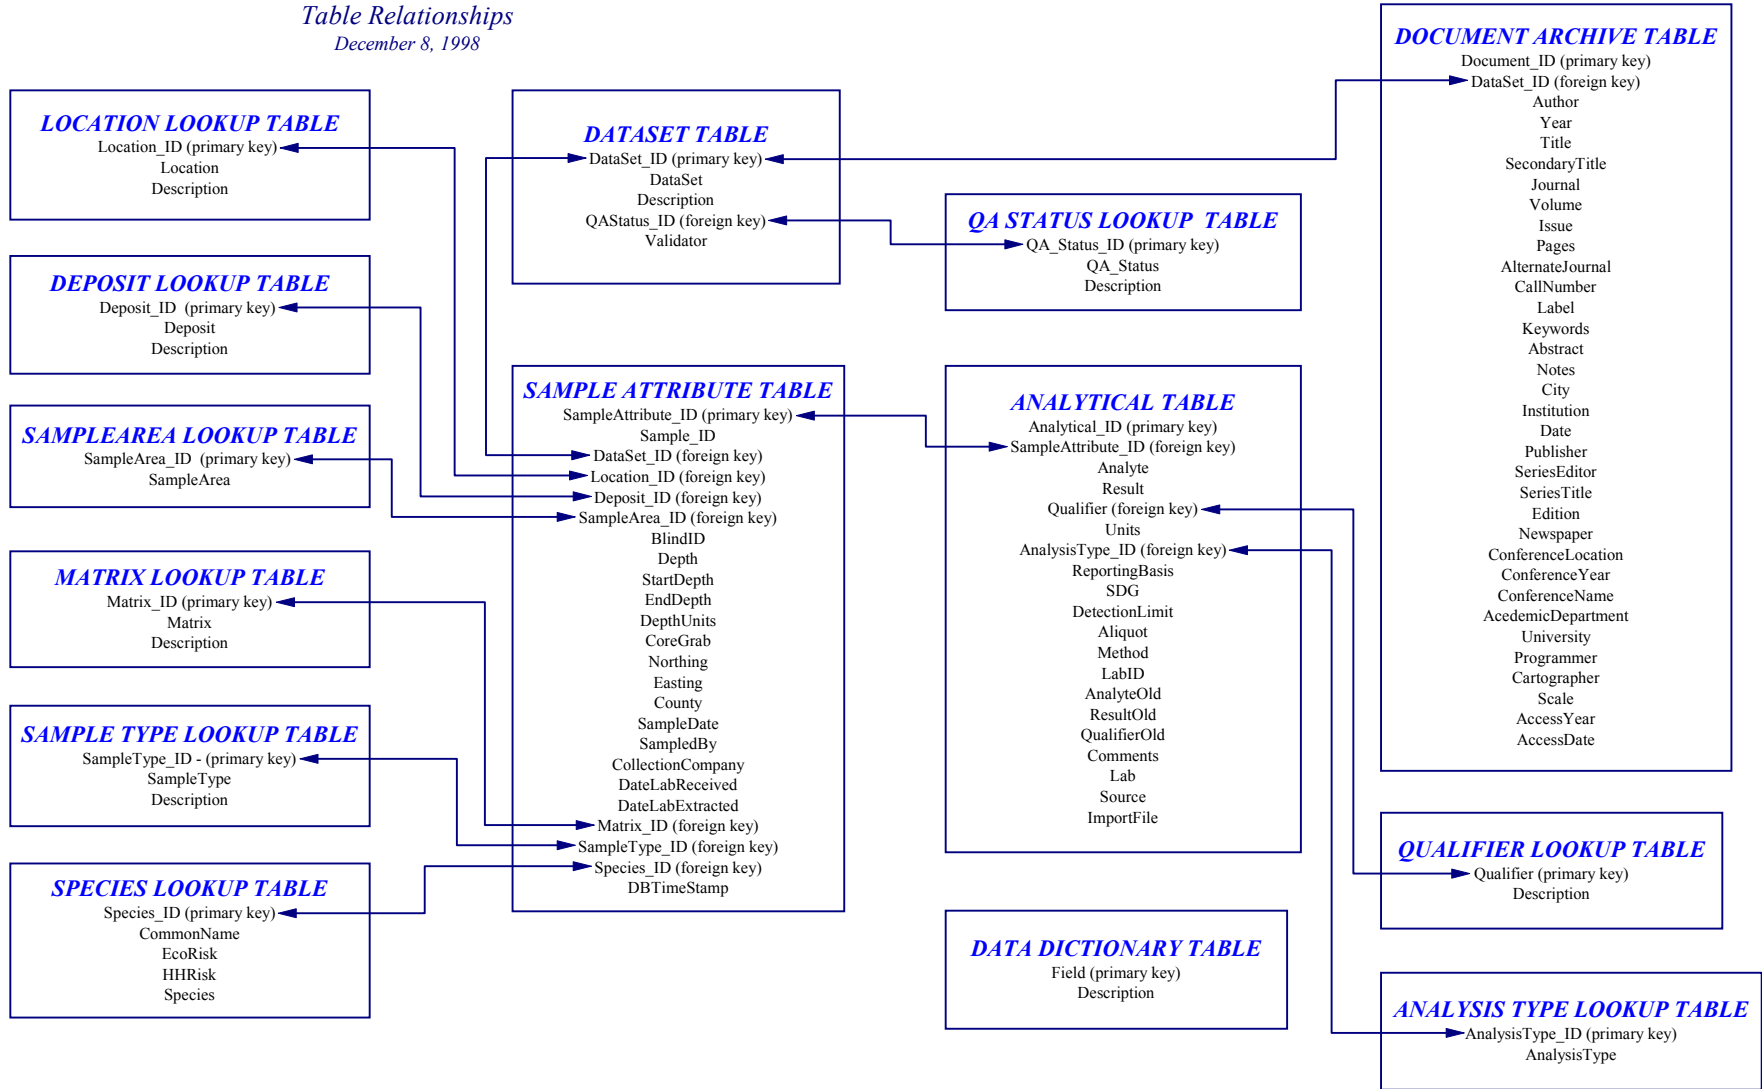 Table Relationships
December 8, 1998
LOCATION LOOKUP TABLE
Location_ID (primary key)
Location
Description
DEPOSIT LOOKUP TABLE
Deposit_ID  (primary key)
Deposit
Description
SAMPLEAREA LOOKUP TABLE
SampleArea_ID  (primary key)
SampleArea
MATRIX LOOKUP TABLE
Matrix_ID (primary key)
Matrix
Description
SAMPLE TYPE LOOKUP TABLE
SampleType_ID - (primary key)
SampleType
Description
SPECIES LOOKUP TABLE
Species_ID (primary key)
CommonName
EcoRisk
HHRisk
Species
DATASET TABLE
DataSet_ID (primary key)
DataSet
Description
QAStatus_ID (foreign key)
Validator
SAMPLE ATTRIBUTE TABLE
SampleAttribute_ID (primary key)
Sample_ID
DataSet_ID (foreign key)
Location_ID (foreign key)
Deposit_ID (foreign key)
SampleArea_ID (foreign key)
BlindID
Depth
StartDepth
EndDepth
DepthUnits
CoreGrab
Northing
Easting
County
SampleDate
SampledBy
CollectionCompany
DateLabReceived
DateLabExtracted
Matrix_ID (foreign key)
SampleType_ID (foreign key)
Species_ID (foreign key)
DBTimeStamp
QA STATUS LOOKUP  TABLE
QA_Status_ID (primary key)
QA_Status
Description
ANALYTICAL TABLE
Analytical_ID (primary key)
SampleAttribute_ID (foreign key)
Analyte
Result
Qualifier (foreign key)
Units
AnalysisType_ID (foreign key)
ReportingBasis
SDG
DetectionLimit
Aliquot
Method
LabID
AnalyteOld
ResultOld
QualifierOld
Comments
Lab
Source
ImportFile
DATA DICTIONARY TABLE
Field (primary key)
Description
DOCUMENT ARCHIVE TABLE
Document_ID (primary key)
DataSet_ID (foreign key)
Author
Year
Title
SecondaryTitle
Journal
Volume
Issue
Pages
AlternateJournal
CallNumber
Label
Keywords
Abstract
Notes
City
Institution
Date
Publisher
SeriesEditor
SeriesTitle
Edition
Newspaper
ConferenceLocation
ConferenceYear
ConferenceName
AcedemicDepartment
University
Programmer
Cartographer
Scale
AccessYear
AccessDate
QUALIFIER LOOKUP TABLE
Qualifier (primary key)
Description
ANALYSIS TYPE LOOKUP TABLE
AnalysisType_ID (primary key)
AnalysisType